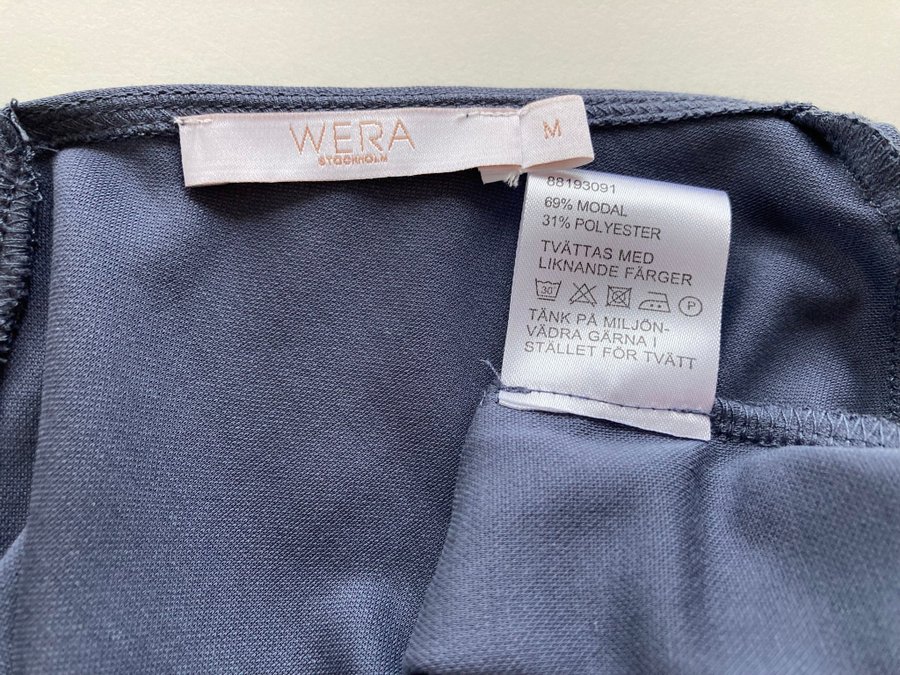 WERA
STOCKHOLM
M
88193091
69% MODAL
31% POLYESTER
TVÄTTAS MED
LIKNANDE FÄRGER
30
P
TÄNK PÅ MILJÖN-
VÄDRA GÄRNA I
STÄLLET FÖR TVÄTT